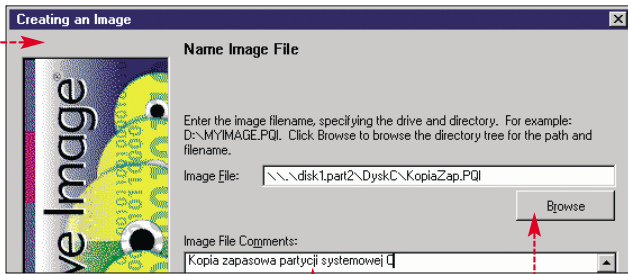 Creating an Image
Name Image File
Enter the image filename, specifying the drive and directory. For example:
D:\MYIMAGE.PQI. Click Browse to browse the directory tree for the path and
filename.
Image File: \\.\disk1.part2\DyskC\KopiaZap.PQI
Browse
Image File Comments:
Kopia zapasowa partycji systemowej C
ve Image®